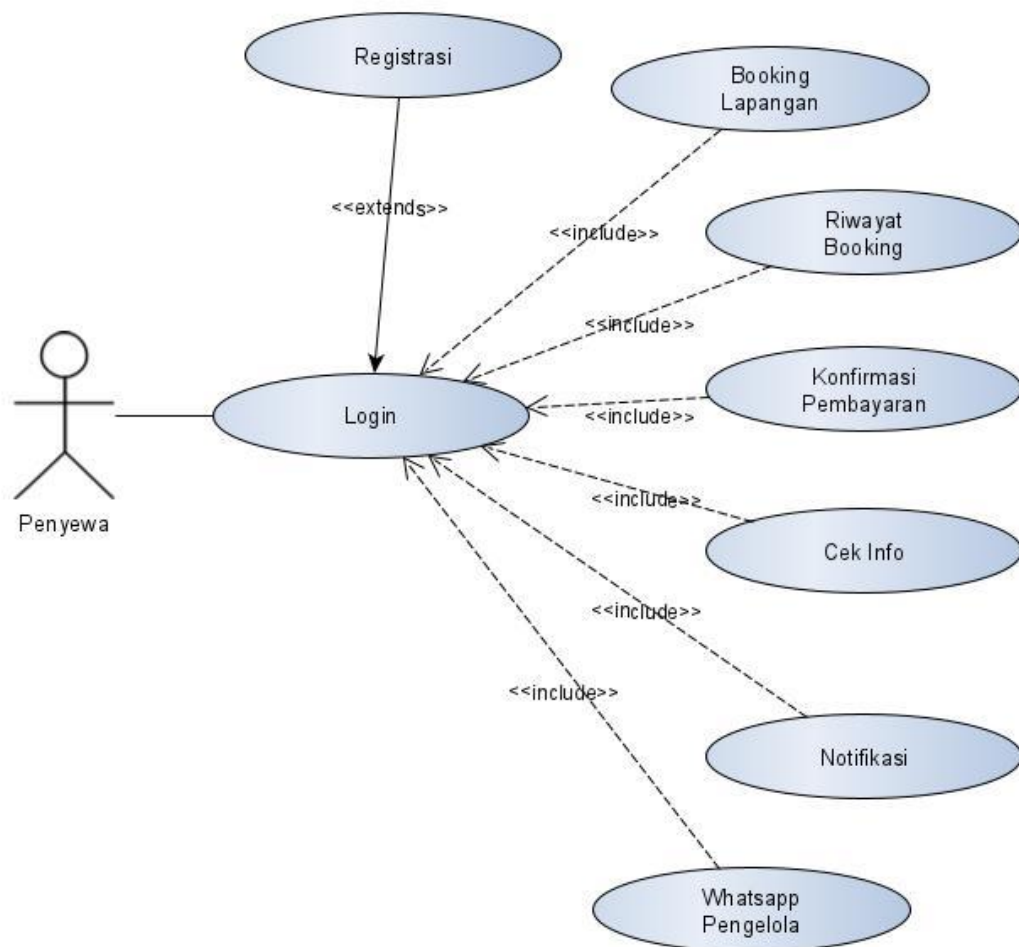 Registrasi
Booking
Lapangan
<<extends>>
<<include>>
Riwayat
Booking
<<include>>
Konfirmasi
Pembayaran
<<include>>
Login
Penyewa
<<include>>
Cek Info
<<include>>
<<include>>
Notifikasi
Whatsapp
Pengelola